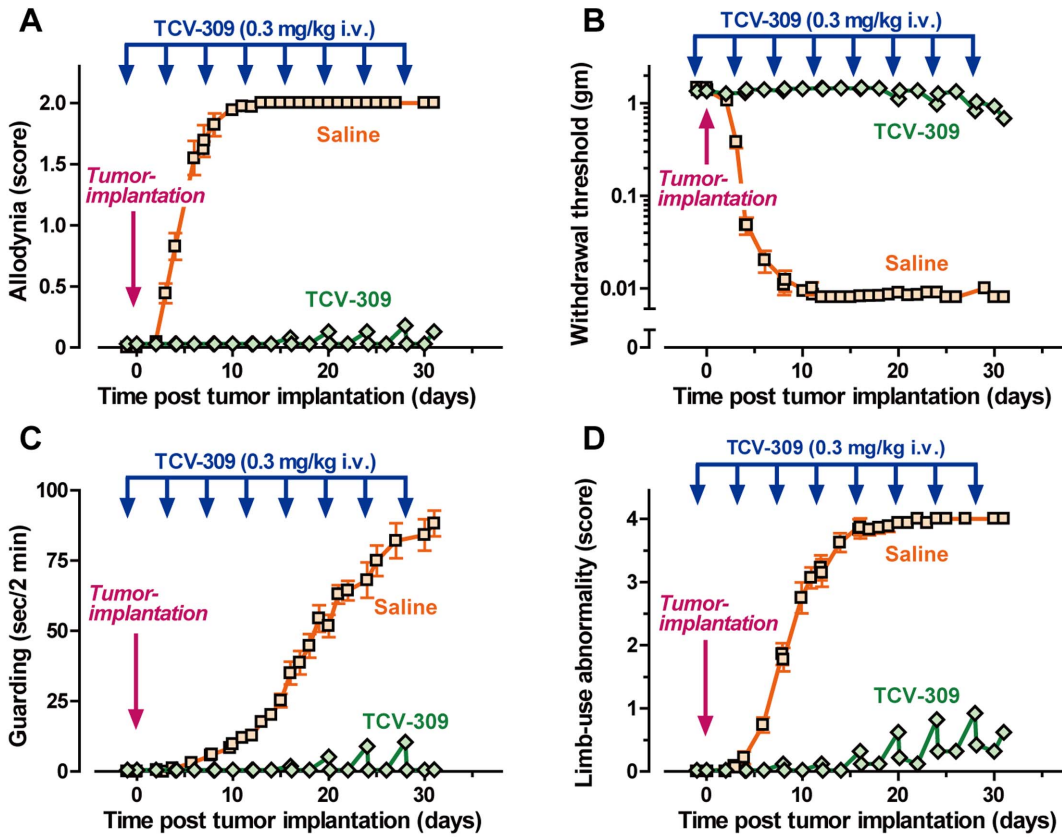 A
TCV-309 (0.3 mg/kg i.v.)
Allodynia (score)
2.0
1.5
1.0
0.5
0
Saline
Tumor-
implantation
TCV-309
0 10 20 30
Time post tumor implantation (days)
B
TCV-309 (0.3 mg/kg i.v.)
Withdrawal threshold (gm)
1
0.1
0.01
0
TCV-309
Tumor-
implantation
Saline
0 10 20 30
Time post tumor implantation (days)
C
TCV-309 (0.3 mg/kg i.v.)
Guarding (sec/2 min)
100
75
50
25
0
Tumor-
implantation
Saline
TCV-309
0 10 20 30
Time post tumor implantation (days)
D
TCV-309 (0.3 mg/kg i.v.)
Limb-use abnormality (score)
4
3
2
1
0
Saline
Tumor-
implantation
TCV-309
0 10 20 30
Time post tumor implantation (days)